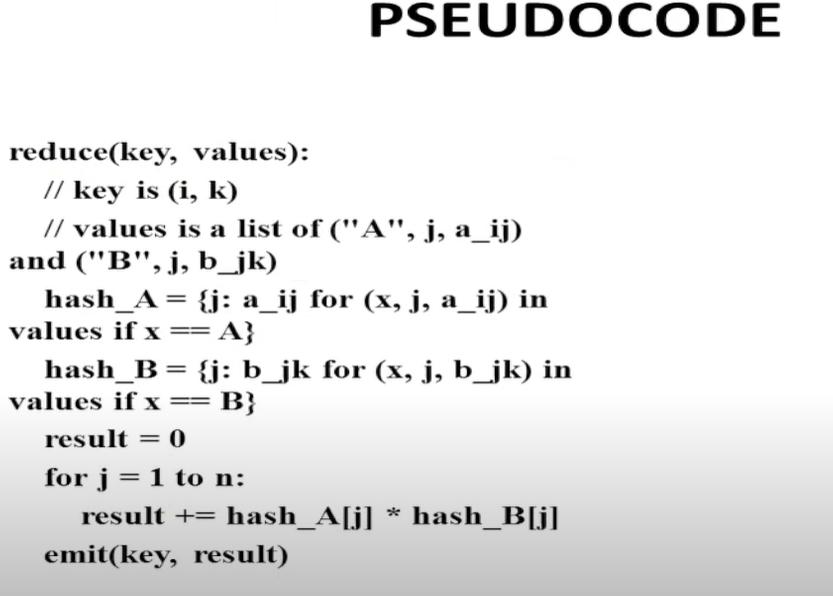 PSEUDOCODE
reduce(key, values):
// key is (i, k)
// values is a list of ("A", j, a_ij)
and ("B", j, b_jk)
hash_A = {j: a_ij for (x, j, a_ij) in
values if x == A}
hash_B = {j: b_jk for (x, j, b_jk) in
values if x == B}
result = 0
for j = 1 to n:
result += hash_A[j] * hash_B[j]
emit(key, result)